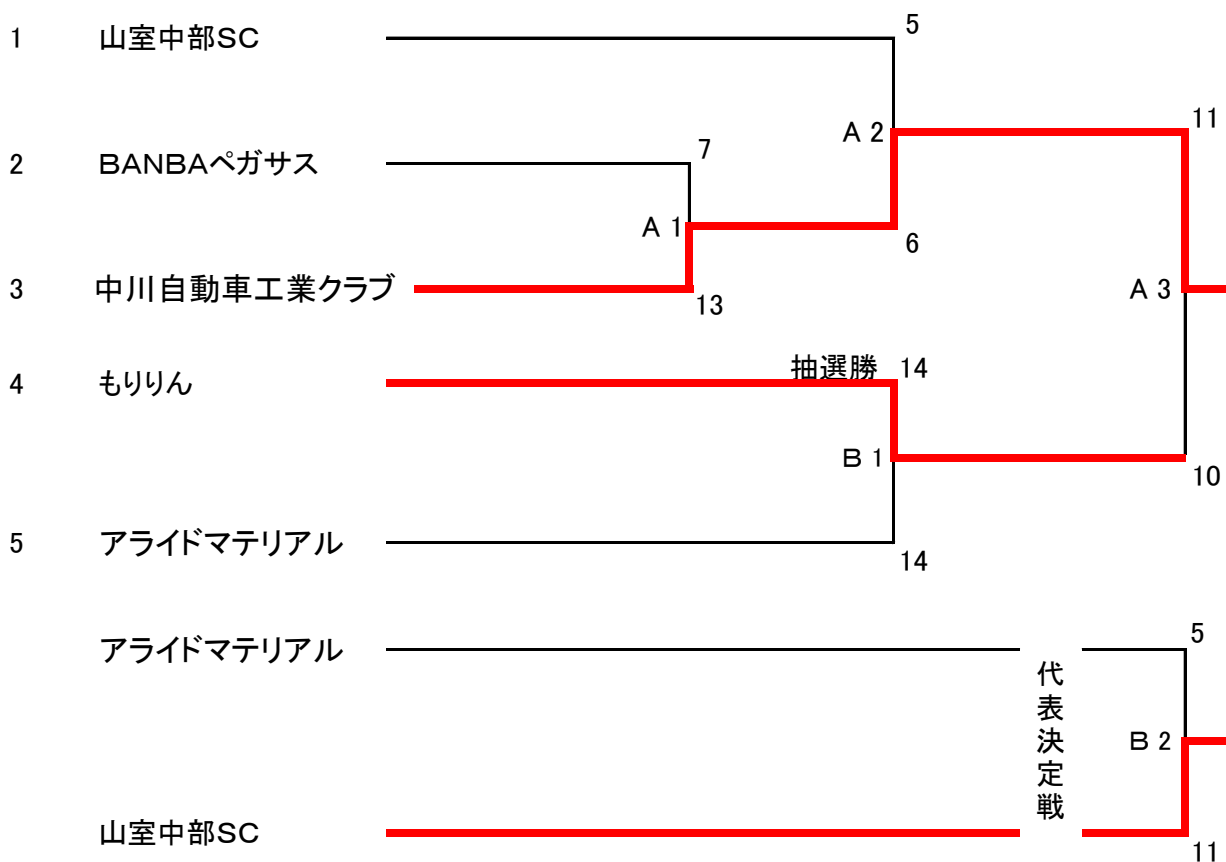 1 山室中部SC 5
A 2 11
2 BANBAペガサス 7
A 1 6
3 中川自動車工業クラブ 13
A 3
4 もりりん 抽選勝 14
B 1 10
5 アライドマテリアル 14
アライドマテリアル 5
代表決定戦
B 2
山室中部SC 11